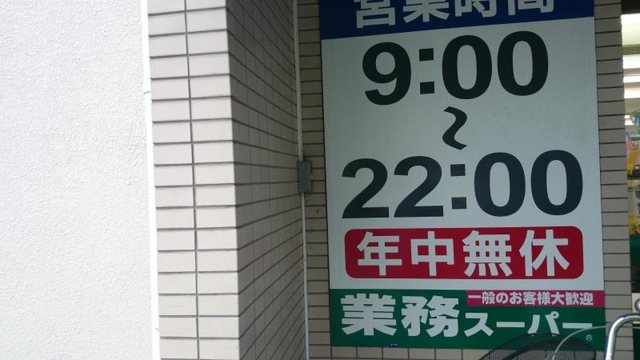 営業時間
9:00
～
22:00
年中無休
一般のお客様大歓迎
業務スーパー